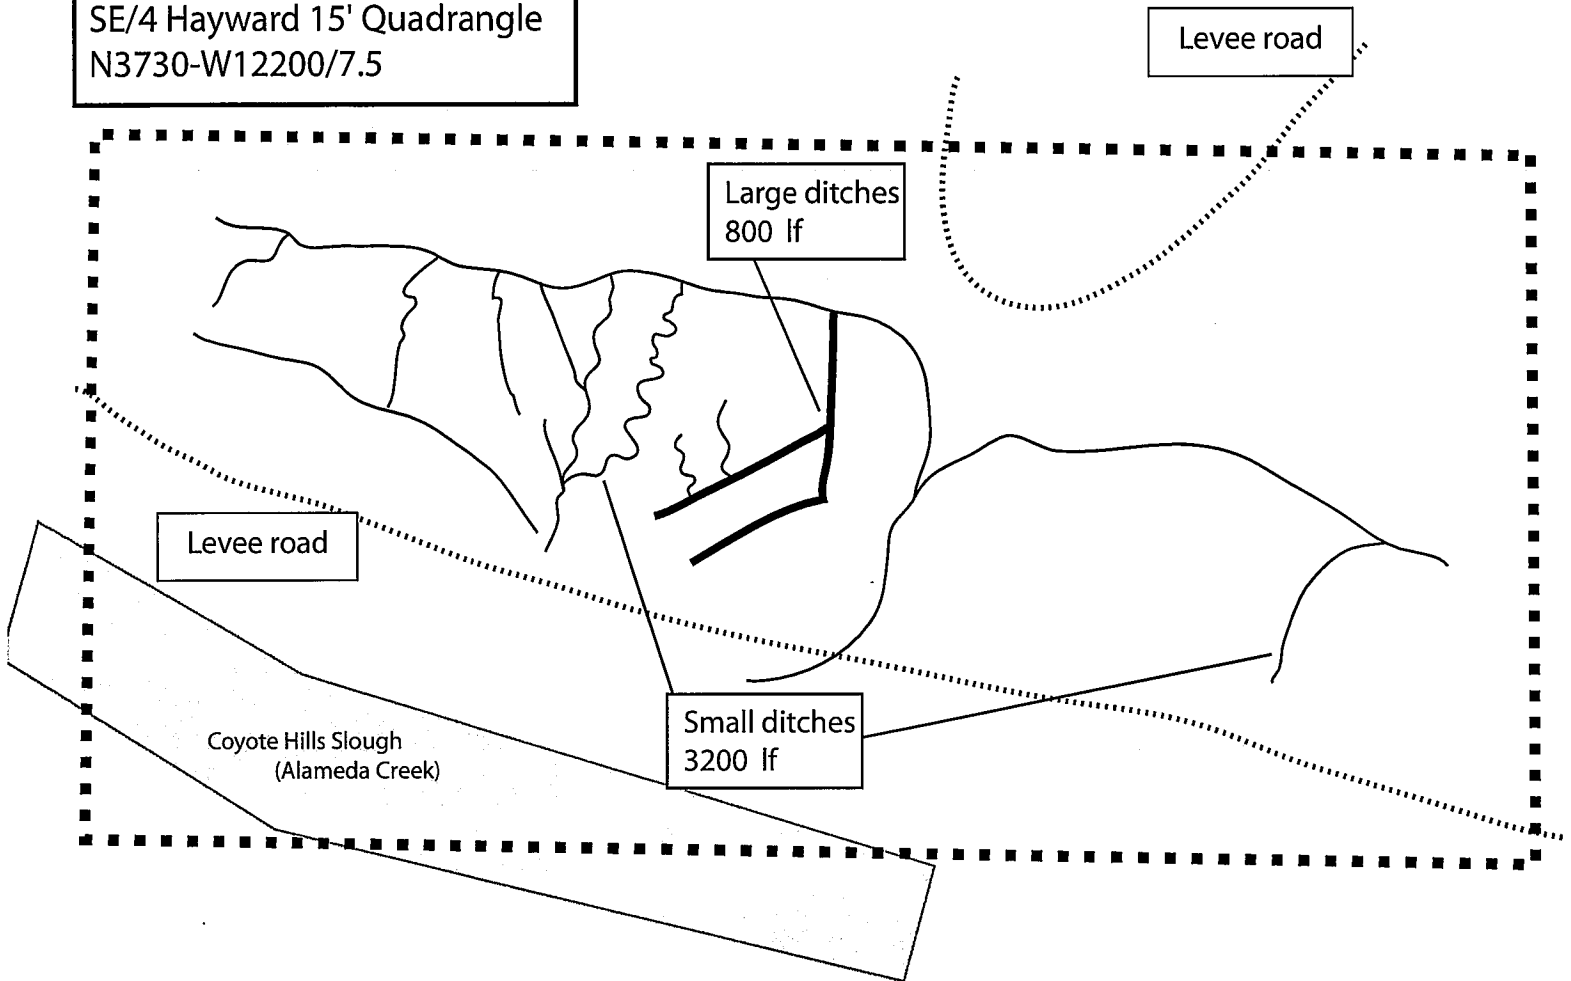 SE/4 Hayward 15' Quadrangle
N3730-W12200/7.5
Levee road
Large ditches
800 lf
Levee road
Small ditches
3200 lf
Coyote Hills Slough
(Alameda Creek)